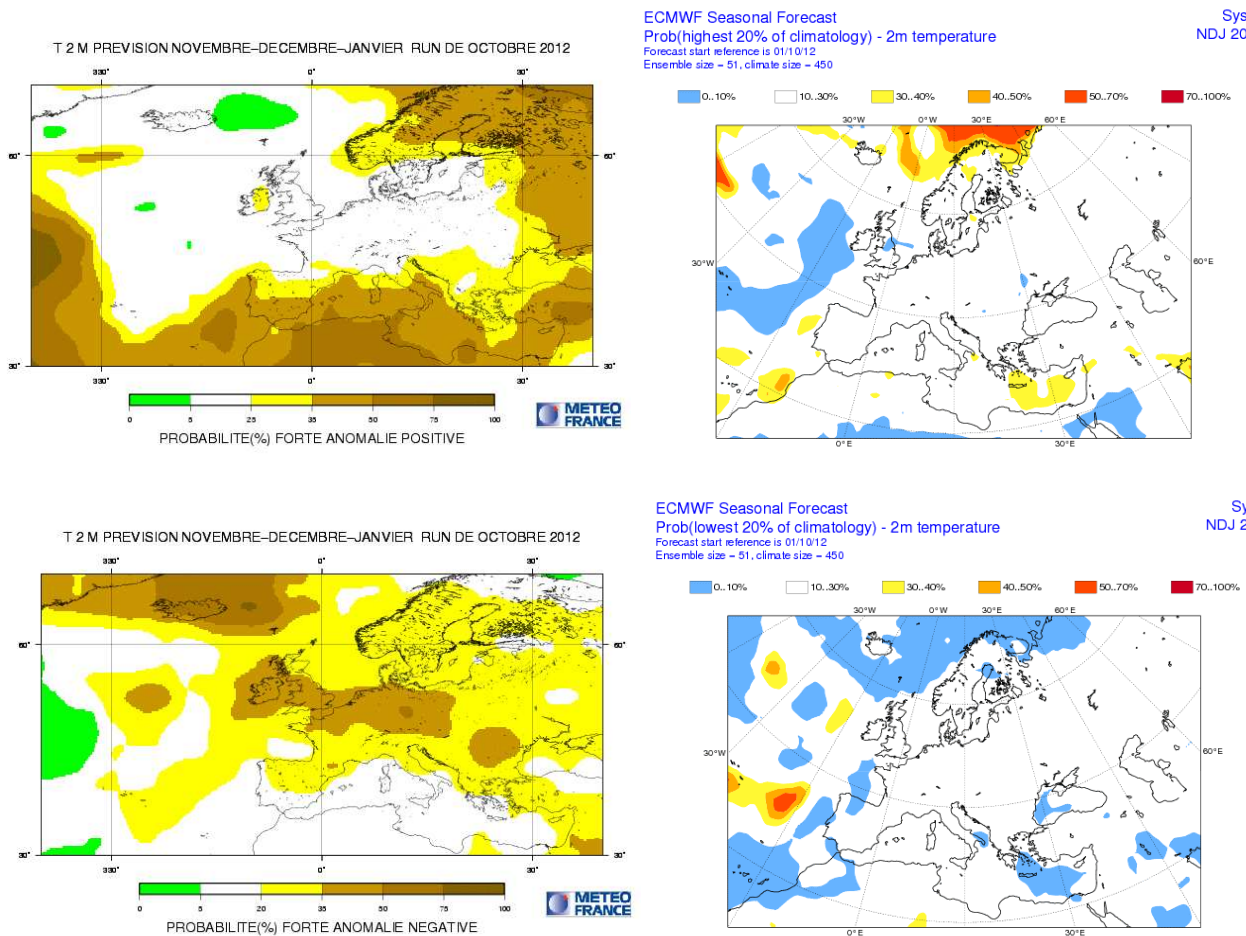 T 2 M PREVISION NOVEMBRE–DECEMBRE–JANVIER RUN DE OCTOBRE 2012
330˚ 0˚ 30˚
60˚ 60˚
30˚ 30˚
330˚ 0˚ 30˚
0 5 25 35 50 75 100
PROBABILITE(%) FORTE ANOMALIE POSITIVE
METEO
FRANCE
ECMWF Seasonal Forecast
Prob(highest 20% of climatology) - 2m temperature
Forecast start reference is 01/10/12
Ensemble size = 51, climate size = 450
Sys
NDJ 20
0..10% 10..30% 30..40% 40..50% 50..70% 70..100%
30°W 0°W 30°E 60°E
30°W 60°E
0°E 30°E
T 2 M PREVISION NOVEMBRE–DECEMBRE–JANVIER RUN DE OCTOBRE 2012
330˚ 0˚ 30˚
60˚ 60˚
30˚ 30˚
330˚ 0˚ 30˚
0 5 20 35 50 75 100
PROBABILITE(%) FORTE ANOMALIE NEGATIVE
METEO
FRANCE
ECMWF Seasonal Forecast
Prob(lowest 20% of climatology) - 2m temperature
Forecast start reference is 01/10/12
Ensemble size = 51, climate size = 450
Sy
NDJ 2
0..10% 10..30% 30..40% 40..50% 50..70% 70..100%
30°W 0°W 30°E 60°E
30°W 60°E
0°E 30°E